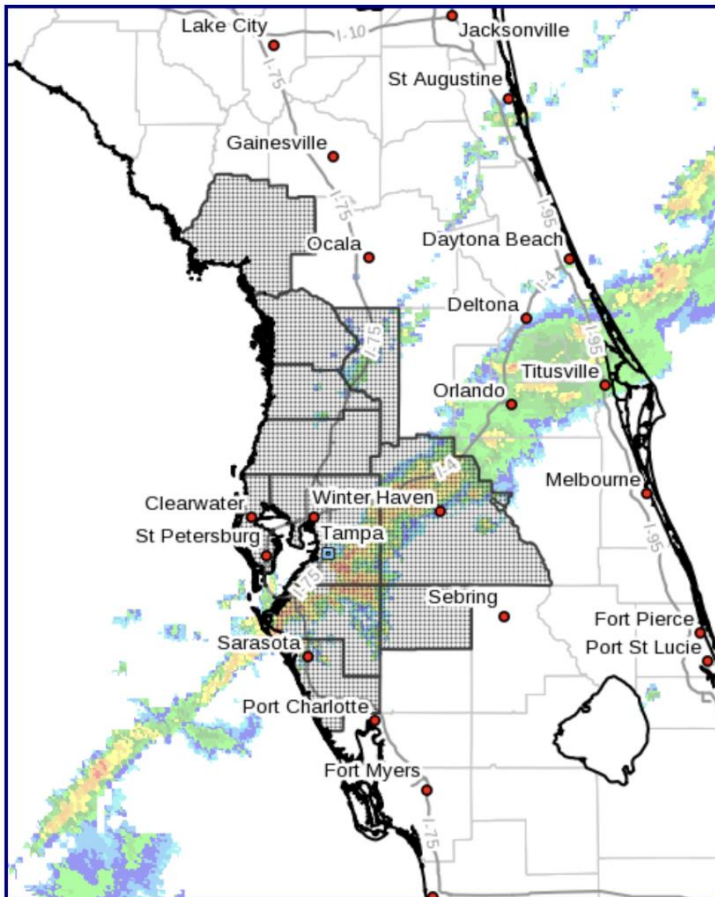 Lake City
I-10
Jacksonville
I-75
St Augustine
Gainesville
I-75
I-95
Ocala
Daytona Beach
I-4
Deltona
I-75
I-95
Titusville
Orlando
I-4
Clearwater
Winter Haven
Melbourne
St Petersburg
Tampa
I-95
I-75
Sebring
Fort Pierce
Sarasota
Port St Lucie
Port Charlotte
Fort Myers
I-75